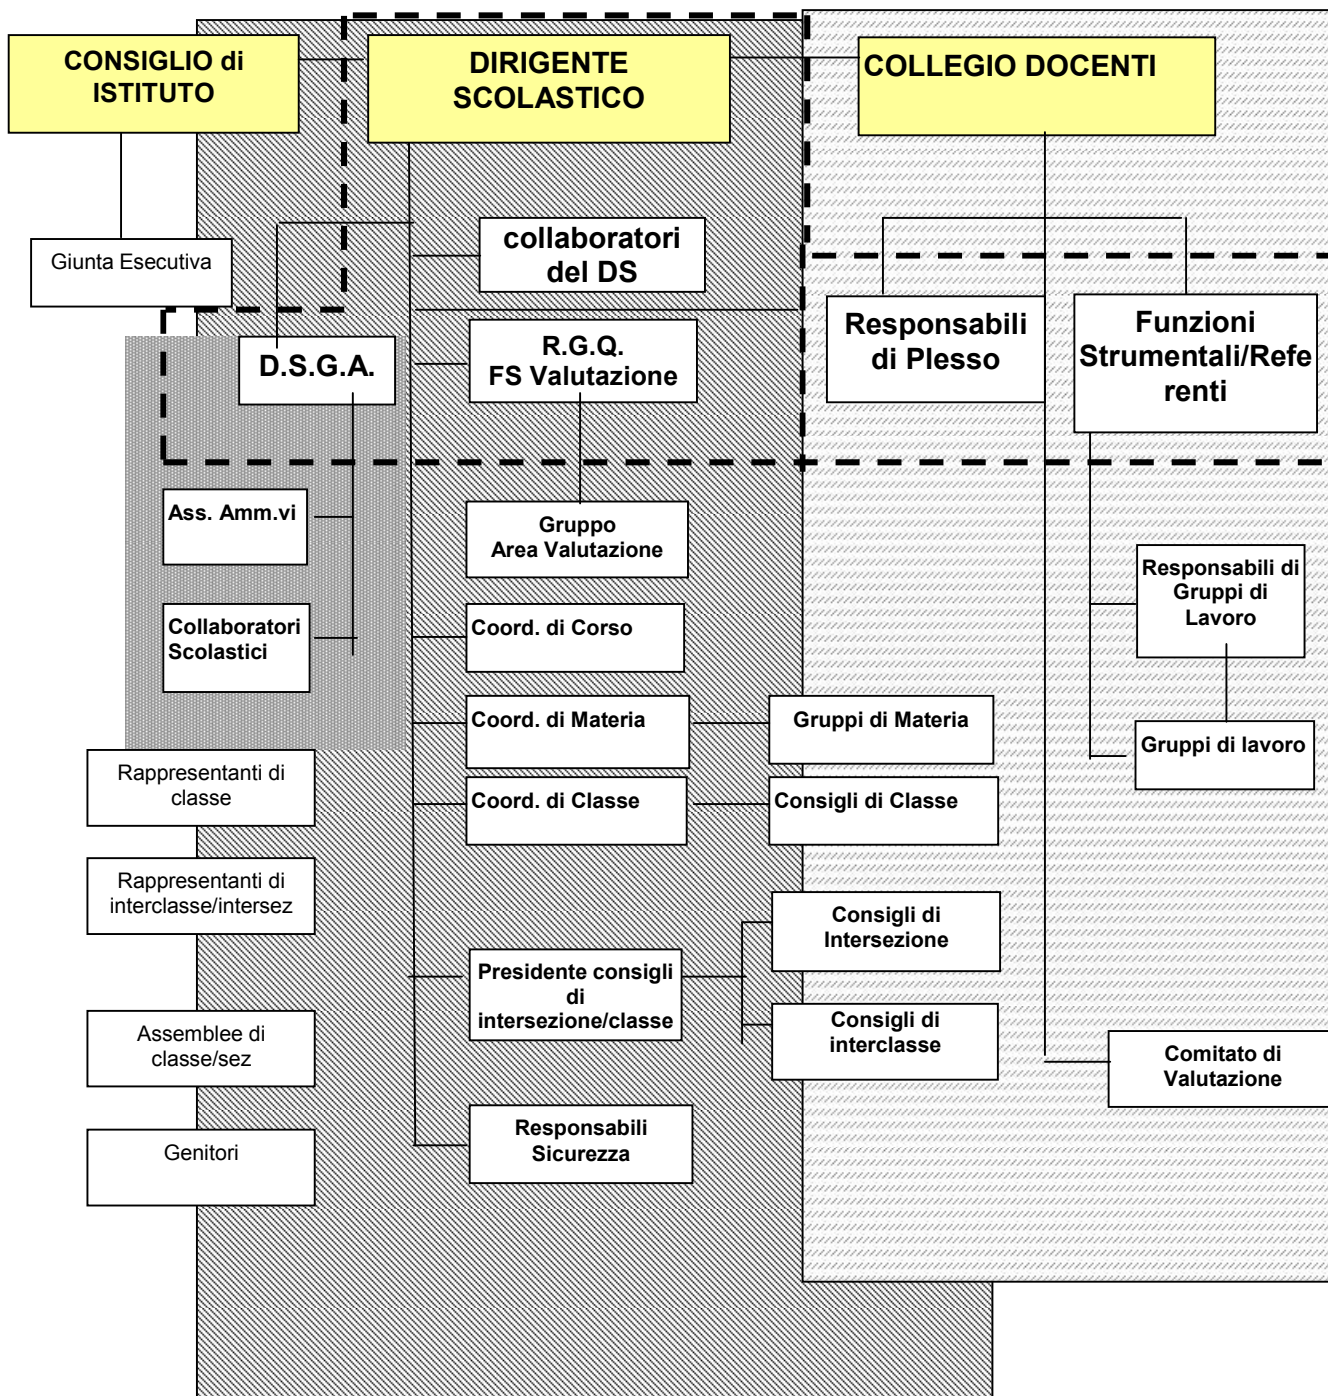 CONSIGLIO di
ISTITUTO
DIRIGENTE
SCOLASTICO
COLLEGIO DOCENTI
Giunta Esecutiva
collaboratori
del DS
Responsabili
di Plesso
Funzioni
Strumentali/Refe
renti
D.S.G.A.
R.G.Q.
FS Valutazione
Ass. Amm.vi
Gruppo
Area Valutazione
Responsabili di
Gruppi di
Lavoro
Collaboratori
Scolastici
Coord. di Corso
Coord. di Materia
Gruppi di Materia
Gruppi di lavoro
Rappresentanti di
classe
Coord. di Classe
Consigli di Classe
Rappresentanti di
interclasse/intersez
Consigli di
Intersezione
Presidente consigli
di
intersezione/classe
Consigli di
interclasse
Assemblee di
classe/sez
Comitato di
Valutazione
Genitori
Responsabili
Sicurezza